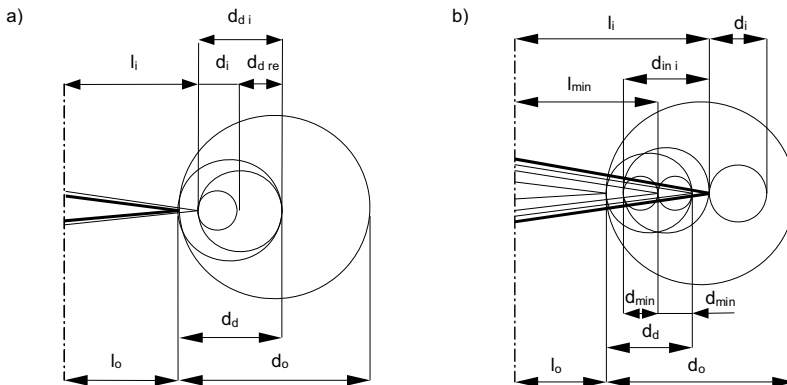 a)
d_d i
l_i
d_i
d_d re
d_d
l_o
d_o
b)
l_i
d_i
d_in i
l_min
d_min
d_min
d_d
l_o
d_o